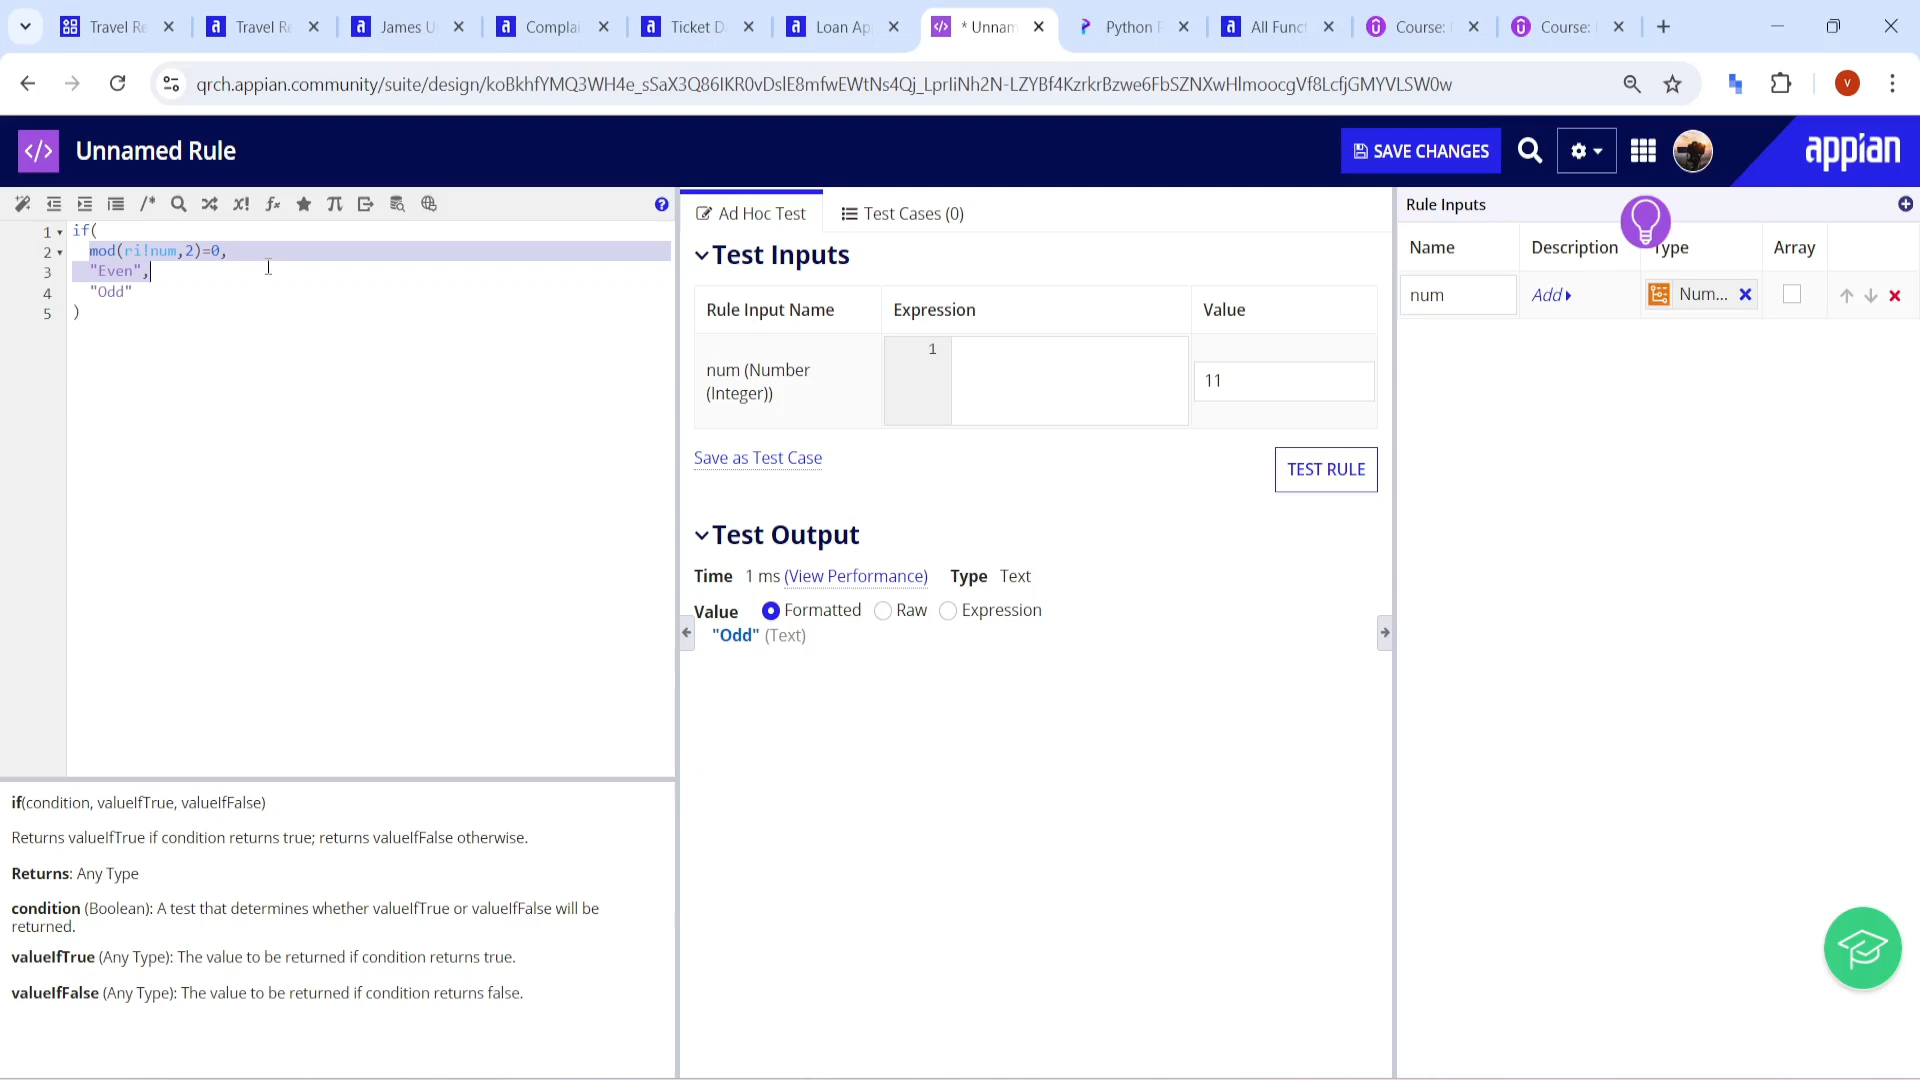 Travel Re
Travel Re
James U
Complai
Ticket D
Loan Ap
* Unnam
Python F
All Funct
Course:
Course:
qrch.appian.community/suite/design/koBkhfYMQ3WH4e_sSaX3Q86IKR0vDslE8mfwEWtNs4Qj_LprIiNh2N-LZYBf4KzrkrBzwe6FbSZNXwHlmoocgVf8LcfjGMYVLSW0w
V
Unnamed Rule
SAVE CHANGES
appian
1 if(
2 mod(ri!num,2)=0,
3 "Even",
4 "Odd"
5 )
if(condition, valueIfTrue, valueIfFalse)
Returns valueIfTrue if condition returns true; returns valueIfFalse otherwise.
Returns: Any Type
condition (Boolean): A test that determines whether valueIfTrue or valueIfFalse will be
returned.
valueIfTrue (Any Type): The value to be returned if condition returns true.
valueIfFalse (Any Type): The value to be returned if condition returns false.
Ad Hoc Test
Test Cases (0)
Test Inputs
Rule Input Name Expression Value
num (Number
(Integer))
1
11
Save as Test Case
TEST RULE
Test Output
Time 1 ms (View Performance) Type Text
Value Formatted Raw Expression
"Odd" (Text)
Rule Inputs
Name Description Type Array
num Add Num...